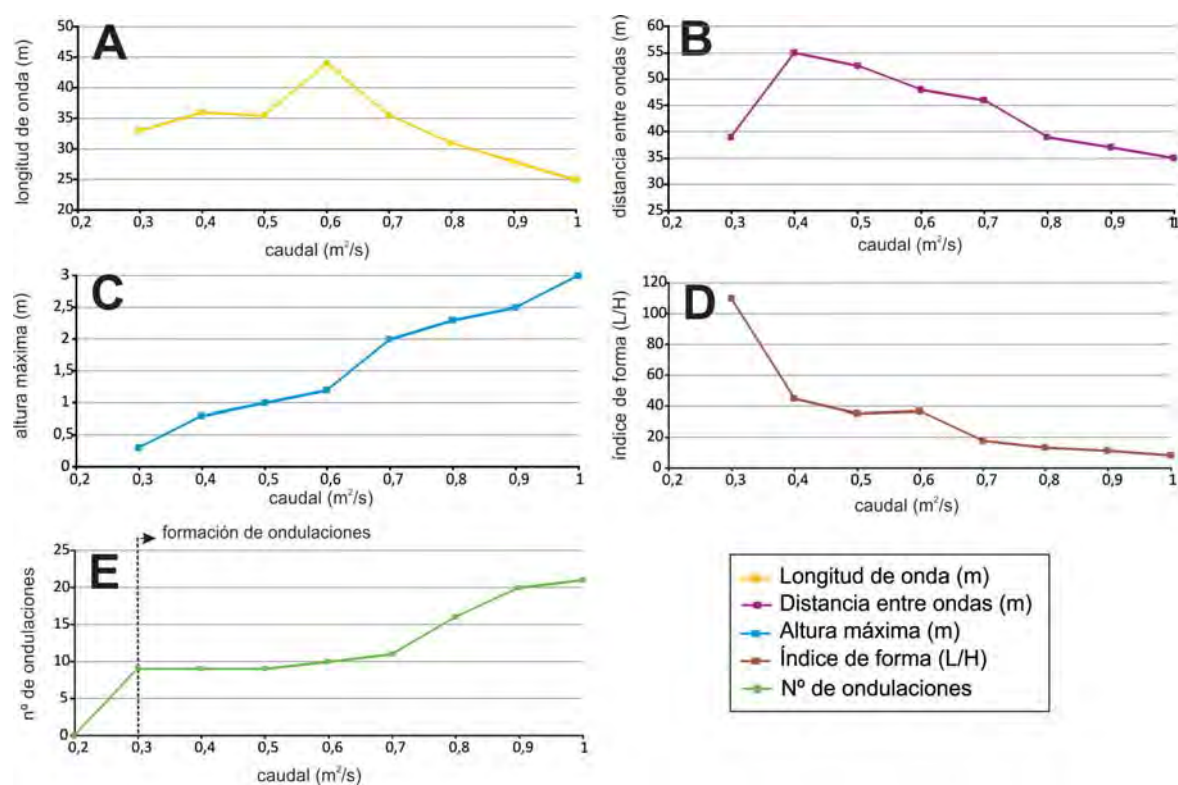 A
longitud de onda (m)
50
45
40
35
30
25
20
0,2 0,3 0,4 0,5 0,6 0,7 0,8 0,9 1
caudal (m²/s)
B
distancia entre ondas (m)
60
55
50
45
40
35
30
25
0,2 0,3 0,4 0,5 0,6 0,7 0,8 0,9 1
caudal (m²/s)
C
altura máxima (m)
3
2,5
2
1,5
1
0,5
0
0,2 0,3 0,4 0,5 0,6 0,7 0,8 0,9 1
caudal (m²/s)
D
índice de forma (L/H)
120
100
80
60
40
20
0
0,2 0,3 0,4 0,5 0,6 0,7 0,8 0,9 1
caudal (m²/s)
formación de ondulaciones
E
nº de ondulaciones
25
20
15
10
5
0
0,2 0,3 0,4 0,5 0,6 0,7 0,8 0,9 1
caudal (m²/s)
Longitud de onda (m)
Distancia entre ondas (m)
Altura máxima (m)
Índice de forma (L/H)
Nº de ondulaciones